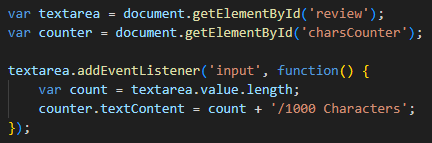 var textarea = document.getElementById('review');
var counter = document.getElementById('charsCounter');

textarea.addEventListener('input', function() {
    var count = textarea.value.length;
    counter.textContent = count + '/1000 Characters';
});